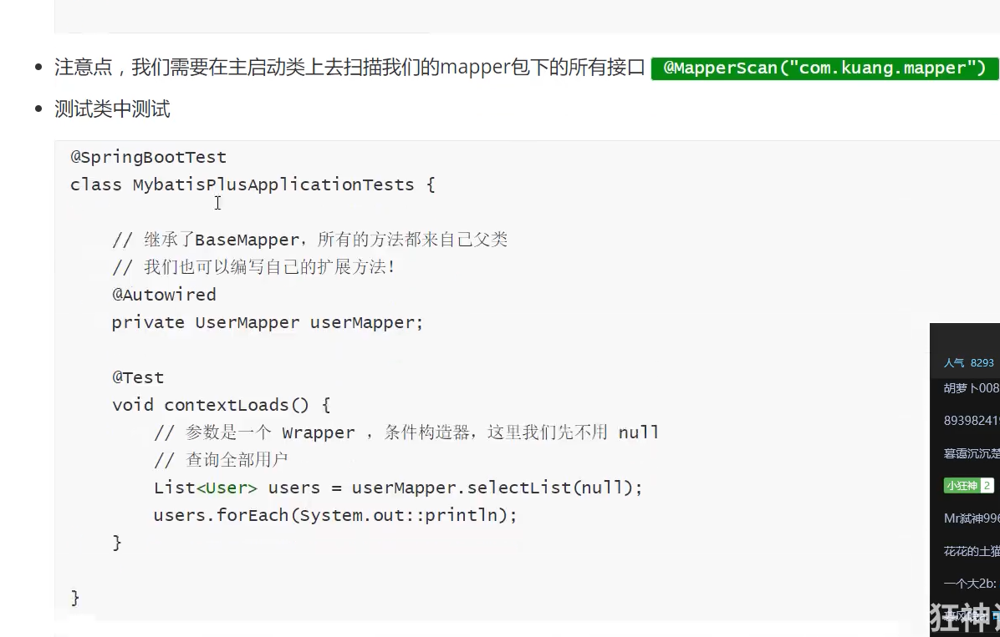 注意点，我们需要在主启动类上去扫描我们的mapper包下的所有接口 @MapperScan("com.kuang.mapper")
测试类中测试
@SpringBootTest
class MybatisPlusApplicationTests {
// 继承了BaseMapper，所有的方法都来自己父类
// 我们也可以编写自己的扩展方法！
@Autowired
private UserMapper userMapper;
@Test
void contextLoads() {
// 参数是一个 Wrapper ，条件构造器，这里我们先不用 null
// 查询全部用户
List<User> users = userMapper.selectList(null);
users.forEach(System.out::println);
}
}
人气 8293
胡萝卜008
89398241
暮霭沉沉楚
小狂神 2
Mr弑神996
花花的土猫
一个大2b:
狂神